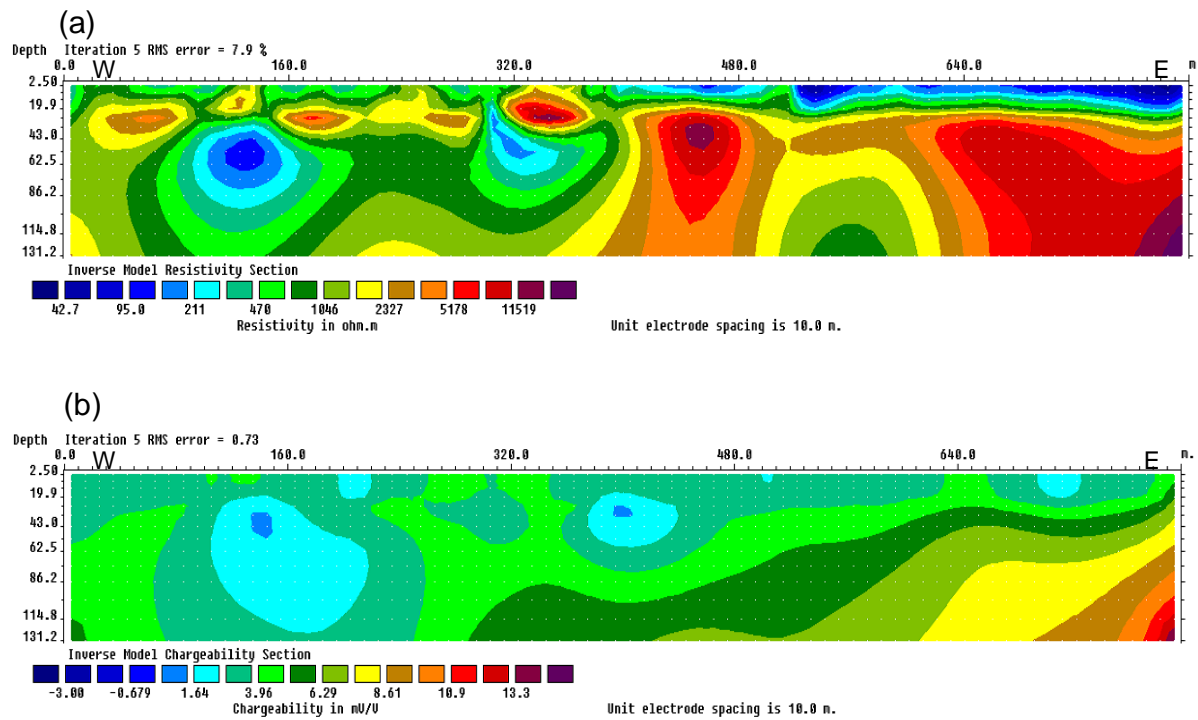 (a)
Depth Iteration 5 RMS error = 7.9 %
0.0 W 160.0 320.0 480.0 640.0 E m
2.50
19.9
43.0
62.5
86.2
114.8
131.2
Inverse Model Resistivity Section
42.7 95.0 211 470 1046 2327 5178 11519
Resistivity in ohm.m Unit electrode spacing is 10.0 m.
(b)
Depth Iteration 5 RMS error = 0.73
0.0 W 160.0 320.0 480.0 640.0 E m.
2.50
19.9
43.0
62.5
86.2
114.8
131.2
Inverse Model Chargeability Section
-3.00 -0.679 1.64 3.96 6.29 8.61 10.9 13.3
Chargeability in mV/V Unit electrode spacing is 10.0 m.